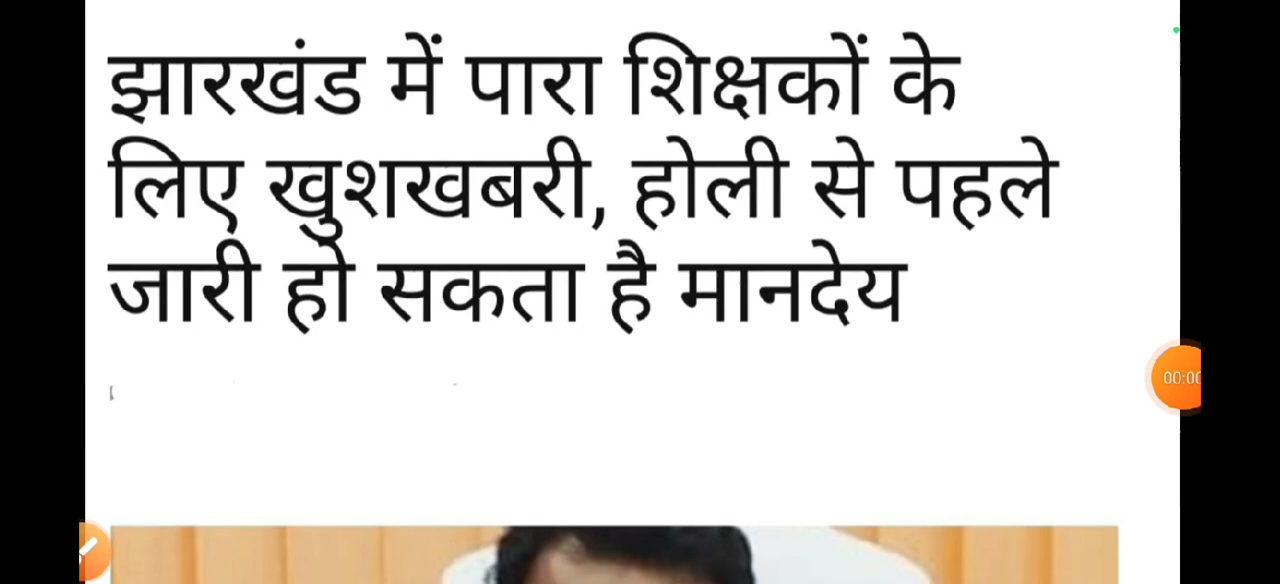 झारखंड में पारा शिक्षकों के
लिए खुशखबरी, होली से पहले
जारी हो सकता है मानदेय